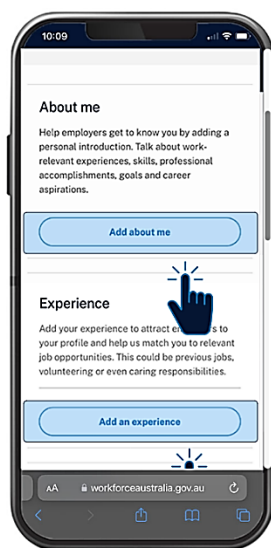 10:09
About me
Help employers get to know you by adding a
personal introduction. Talk about work-
relevant experiences, skills, professional
accomplishments, goals and career
aspirations.
Add about me
Experience
Add your experience to attract to
your profile and help us match you to relevant
job opportunities. This could be previous jobs,
volunteering or even caring responsibilities.
Add an experience
AA workforceaustralia.gov.au